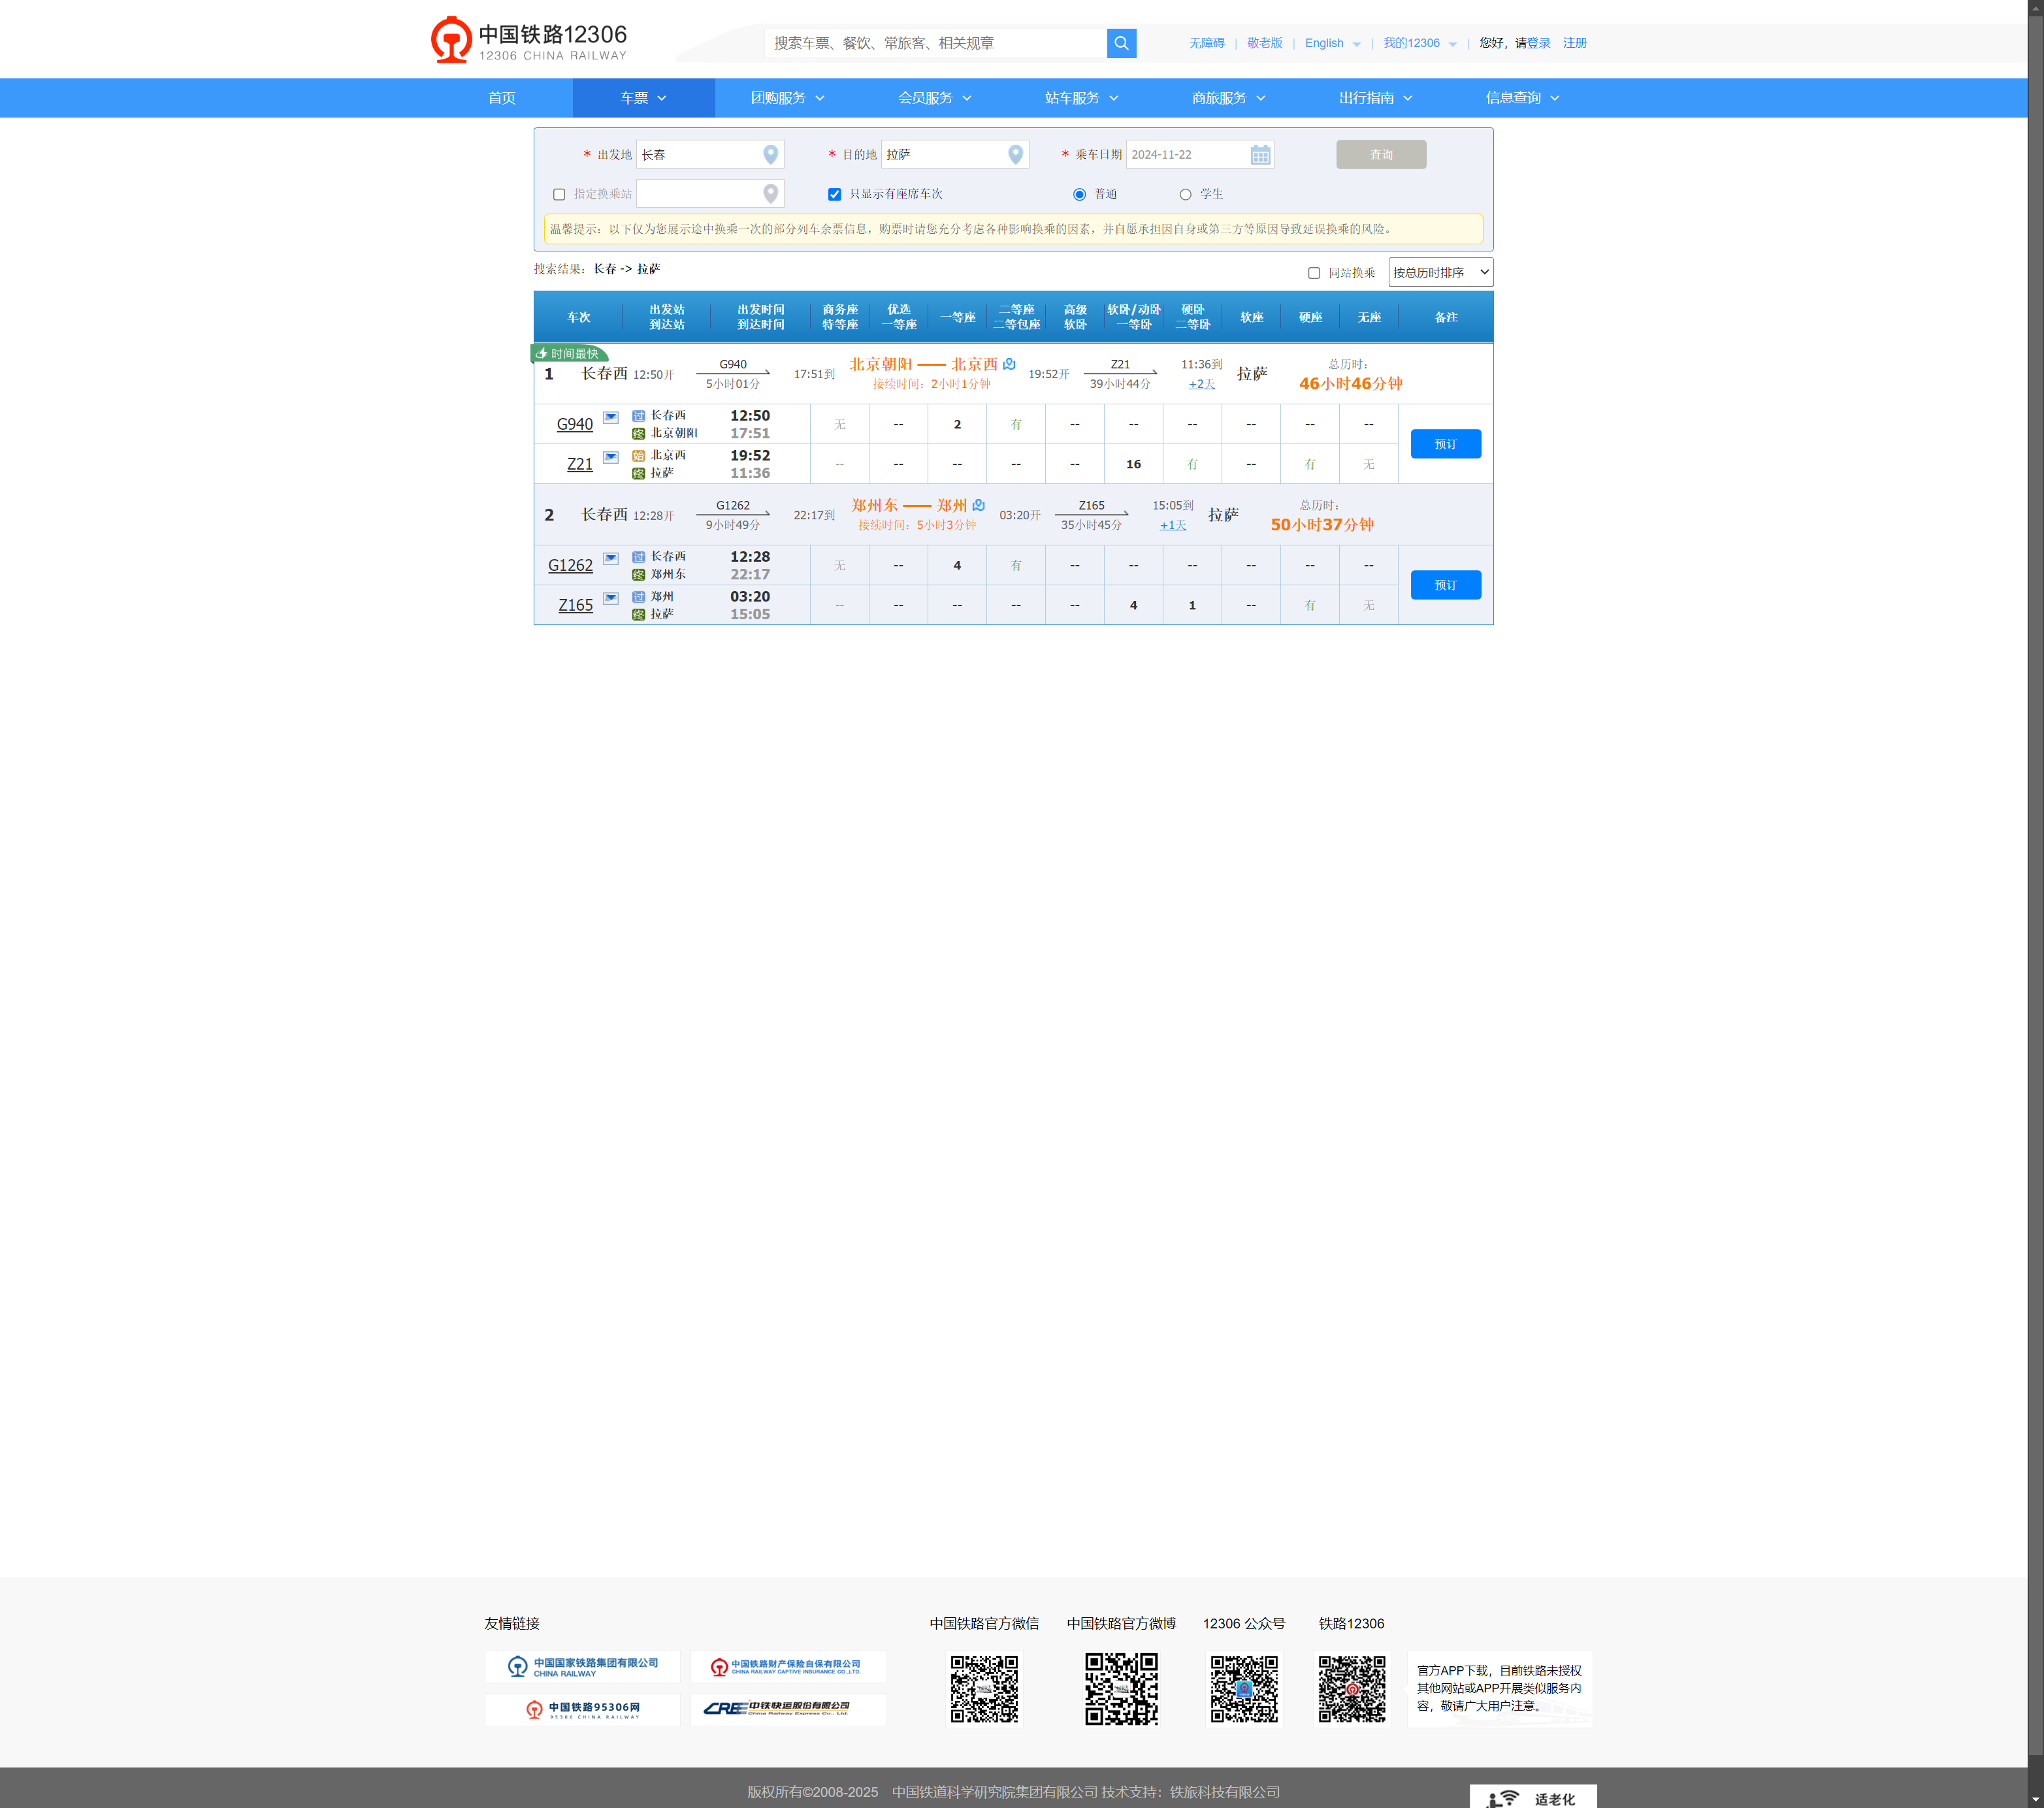 中国铁路12306
12306 CHINA RAILWAY
搜索车票、餐饮、常旅客、相关规章
无障碍 | 敬老版 | English | 我的12306 | 您好，请登录 注册
首页 车票 团购服务 会员服务 站车服务 商旅服务 出行指南 信息查询
* 出发地 长春 * 目的地 拉萨 * 乘车日期 2024-11-22 查询
指定换乘站 只显示有座席车次 普通 学生
温馨提示：以下仅为您展示途中换乘一次的部分列车余票信息，购票时请您充分考虑各种影响换乘的因素，并自愿承担因自身或第三方等原因导致延误换乘的风险。
搜索结果：长春 -> 拉萨 同站换乘 按总历时排序
车次 出发站 到达站 出发时间 到达时间 商务座 特等座 优选 一等座 一等座 二等座 二等包座 高级 软卧 软卧/动卧 一等卧 硬卧 二等卧 软座 硬座 无座 备注
时间最快
1 长春西 12:50开 G940 5小时01分 17:51到 北京朝阳 —— 北京西 接续时间：2小时1分钟 19:52开 Z21 39小时44分 11:36到 +2天 拉萨 总历时： 46小时46分钟
G940 过 长春西 12:50 无 -- 2 有 -- -- -- -- -- --
终 北京朝阳 17:51
预订
Z21 始 北京西 19:52 -- -- -- -- -- 16 有 -- 有 无
终 拉萨 11:36
2 长春西 12:28开 G1262 9小时49分 22:17到 郑州东 —— 郑州 接续时间：5小时3分钟 03:20开 Z165 35小时45分 15:05到 +1天 拉萨 总历时： 50小时37分钟
G1262 过 长春西 12:28 无 -- 4 有 -- -- -- -- -- --
终 郑州东 22:17
预订
Z165 过 郑州 03:20 -- -- -- -- -- 4 1 -- 有 无
终 拉萨 15:05
友情链接 中国铁路官方微信 中国铁路官方微博 12306 公众号 铁路12306
中国国家铁路集团有限公司
CHINA RAILWAY
中国铁路财产保险自保有限公司
CHINA RAILWAY CAPTIVE INSURANCE CO.,LTD.
中国铁路95306网
95306 CHINA RAILWAY
CRE 中铁快运股份有限公司
China Railway Express Co., Ltd.
官方APP下载，目前铁路未授权
其他网站或APP开展类似服务内
容，敬请广大用户注意。
版权所有©2008-2025 中国铁道科学研究院集团有限公司 技术支持：铁旅科技有限公司
适老化